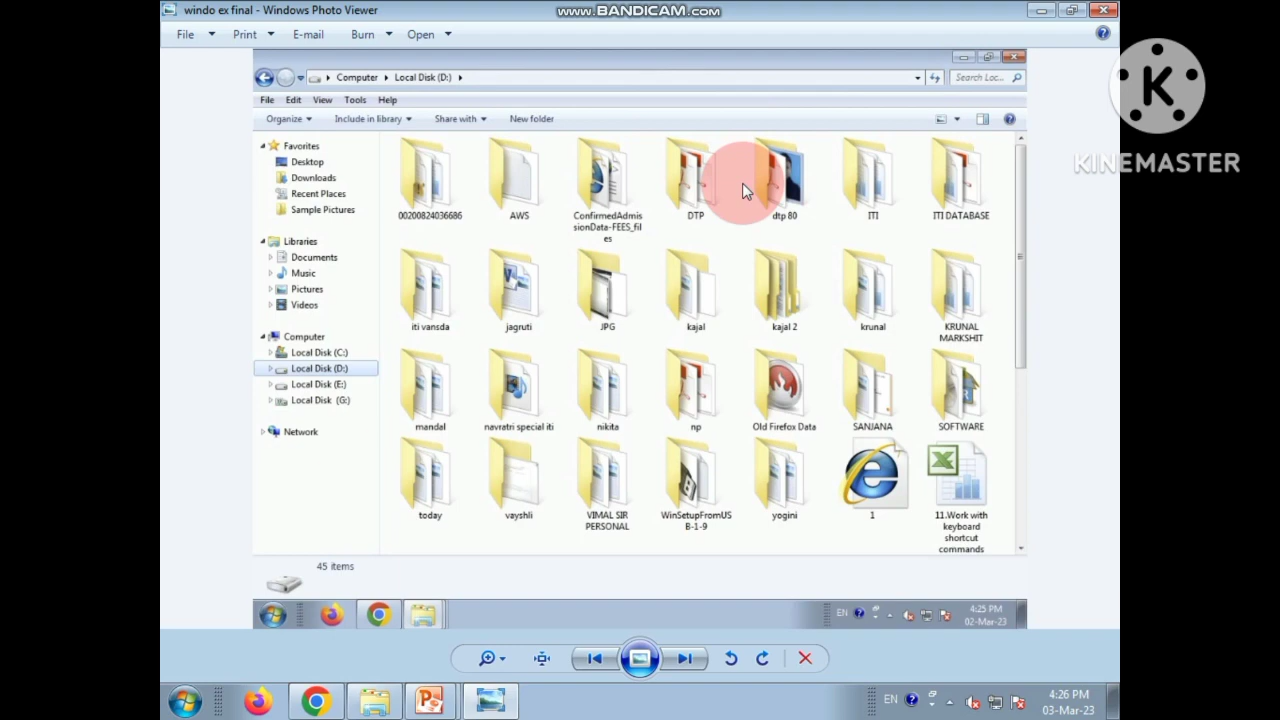 windo ex final - Windows Photo Viewer
www.BANDICAM.com
File Print E-mail Burn Open
K
KINEMASTER
Computer Local Disk (D:)
Search Loc...
File Edit View Tools Help
Organize Include in library Share with New folder
Favorites
Desktop
Downloads
Recent Places
Sample Pictures
Libraries
Documents
Music
Pictures
Videos
Computer
Local Disk (C:)
Local Disk (D:)
Local Disk (E:)
Local Disk (G:)
Network
00200824036686
AWS
ConfirmedAdmis
sionData-FEES_fil
es
DTP
dtp 80
ITI
ITI DATABASE
iti vansda
jagruti
JPG
kajal
kajal 2
krunal
KRUNAL
MARKSHIT
mandal
navratri special iti
nikita
np
Old Firefox Data
SANJANA
SOFTWARE
today
vayshli
VIMAL SIR
PERSONAL
WinSetupFromUS
B-1-9
yogini
1
11.Work with
keyboard
shortcut
commands
45 items
EN
4:25 PM
02-Mar-23
EN
4:26 PM
03-Mar-23